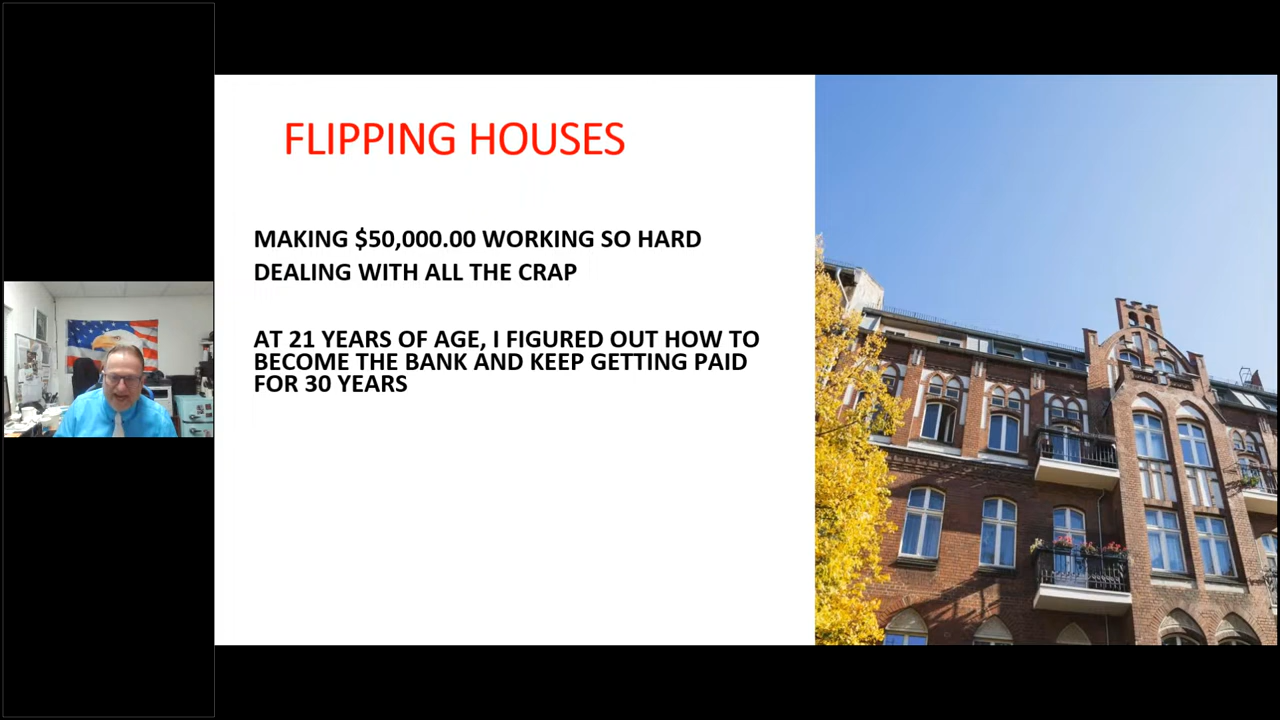 FLIPPING HOUSES
MAKING $50,000.00 WORKING SO HARD
DEALING WITH ALL THE CRAP
AT 21 YEARS OF AGE, I FIGURED OUT HOW TO
BECOME THE BANK AND KEEP GETTING PAID
FOR 30 YEARS